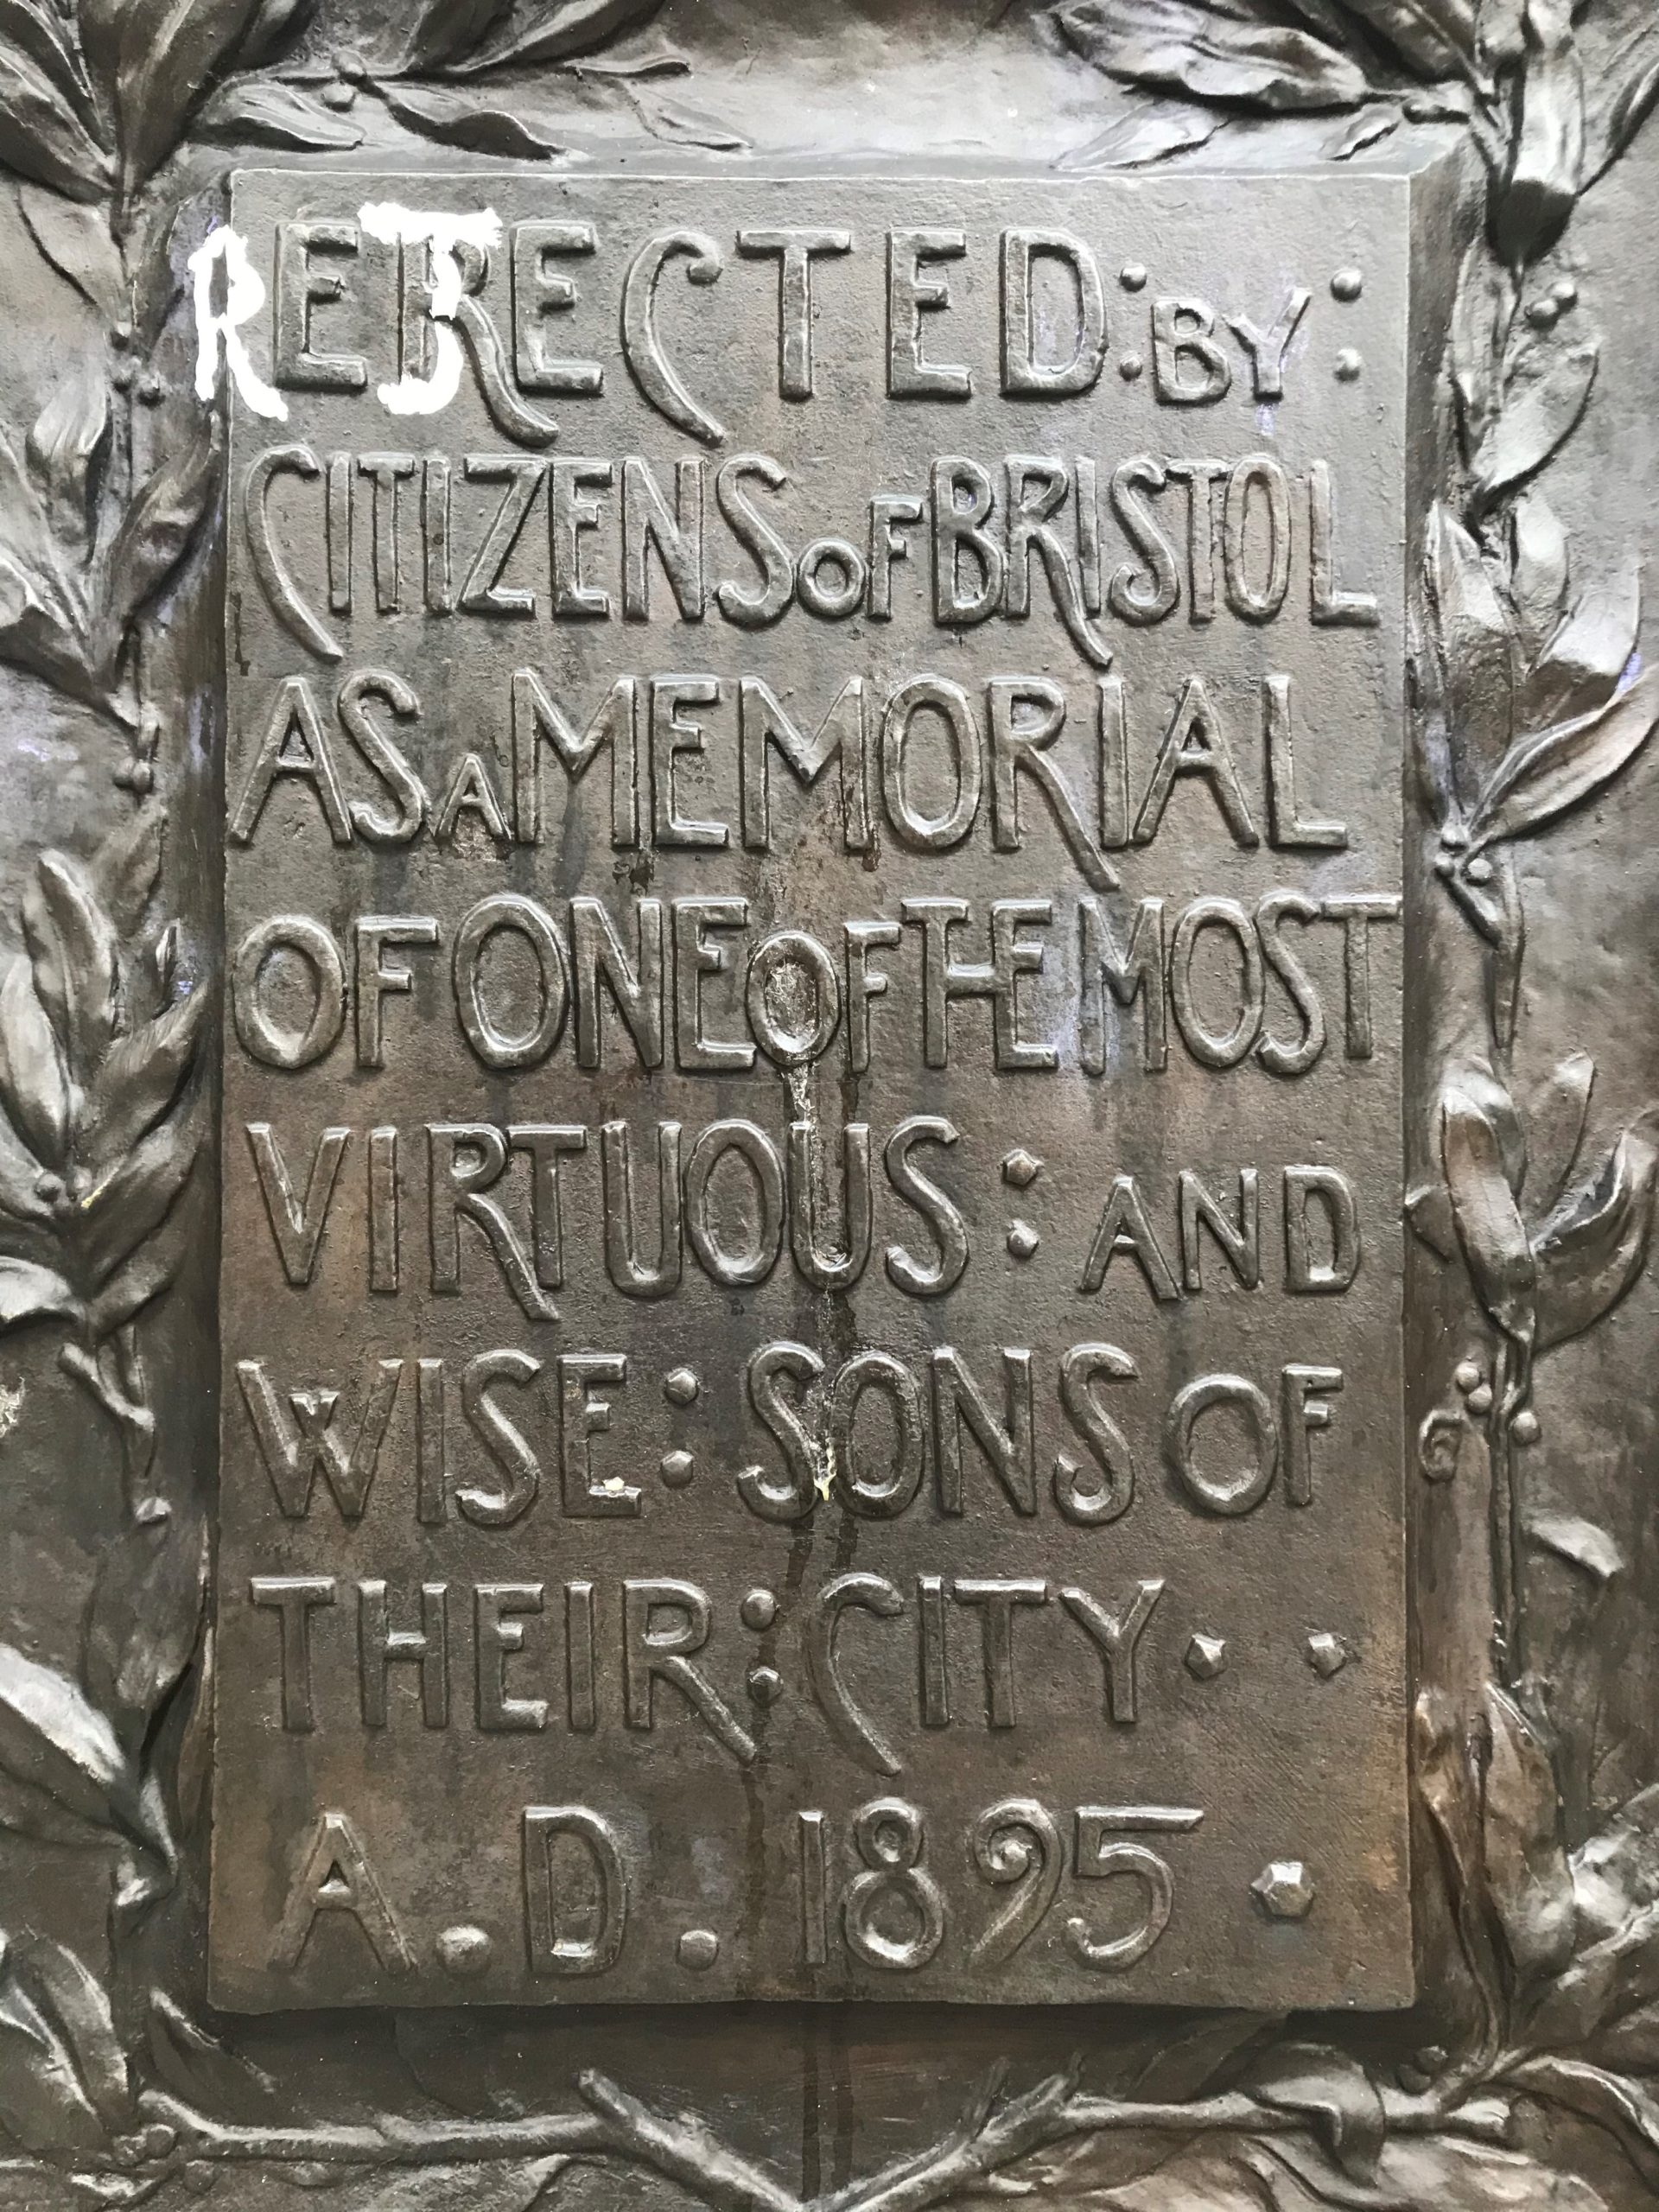 REJECTED : BY :
CITIZENS OF BRISTOL
AS A MEMORIAL
OF ONE OF THE MOST
VIRTUOUS : AND
WISE : SONS OF
THEIR : CITY · ·
A. D. 1895 ·